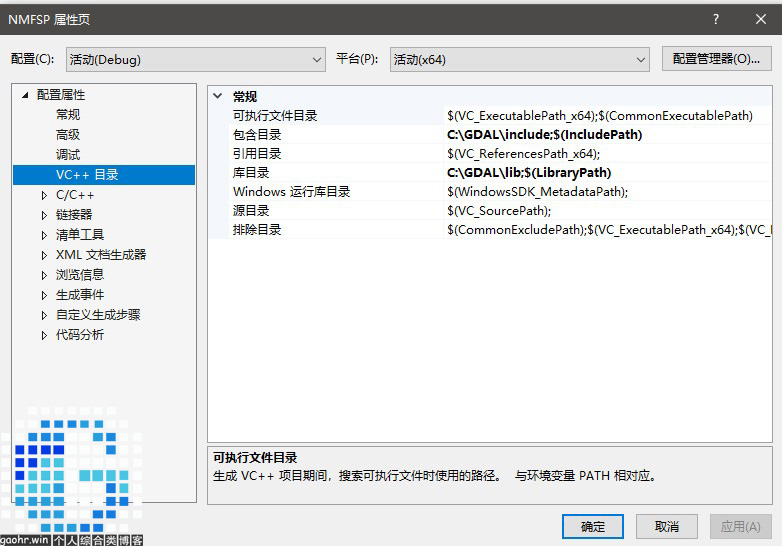 NMFSP 属性页 ? ×
配置(C): 活动(Debug) 平台(P): 活动(x64) 配置管理器(O)...
配置属性
常规
高级
调试
VC++ 目录
C/C++
链接器
清单工具
XML 文档生成器
浏览信息
生成事件
自定义生成步骤
代码分析
常规
可执行文件目录 $(VC_ExecutablePath_x64);$(CommonExecutablePath)
包含目录 C:\GDAL\include;$(IncludePath)
引用目录 $(VC_ReferencesPath_x64);
库目录 C:\GDAL\lib;$(LibraryPath)
Windows 运行库目录 $(WindowsSDK_MetadataPath);
源目录 $(VC_SourcePath);
排除目录 $(CommonExcludePath);$(VC_ExecutablePath_x64);$(VC_
可执行文件目录
生成 VC++ 项目期间，搜索可执行文件时使用的路径。 与环境变量 PATH 相对应。
确定 取消 应用(A)
gaohr.win 个人综合类博客